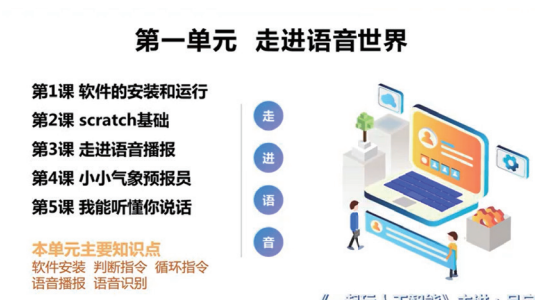 第一单元 走进语音世界
第1课 软件的安装和运行
第2课 scratch基础
第3课 走进语音播报
第4课 小小气象预报员
第5课 我能听懂你说话
走
进
语
音
本单元主要知识点
软件安装 判断指令 循环指令
语音播报 语音识别